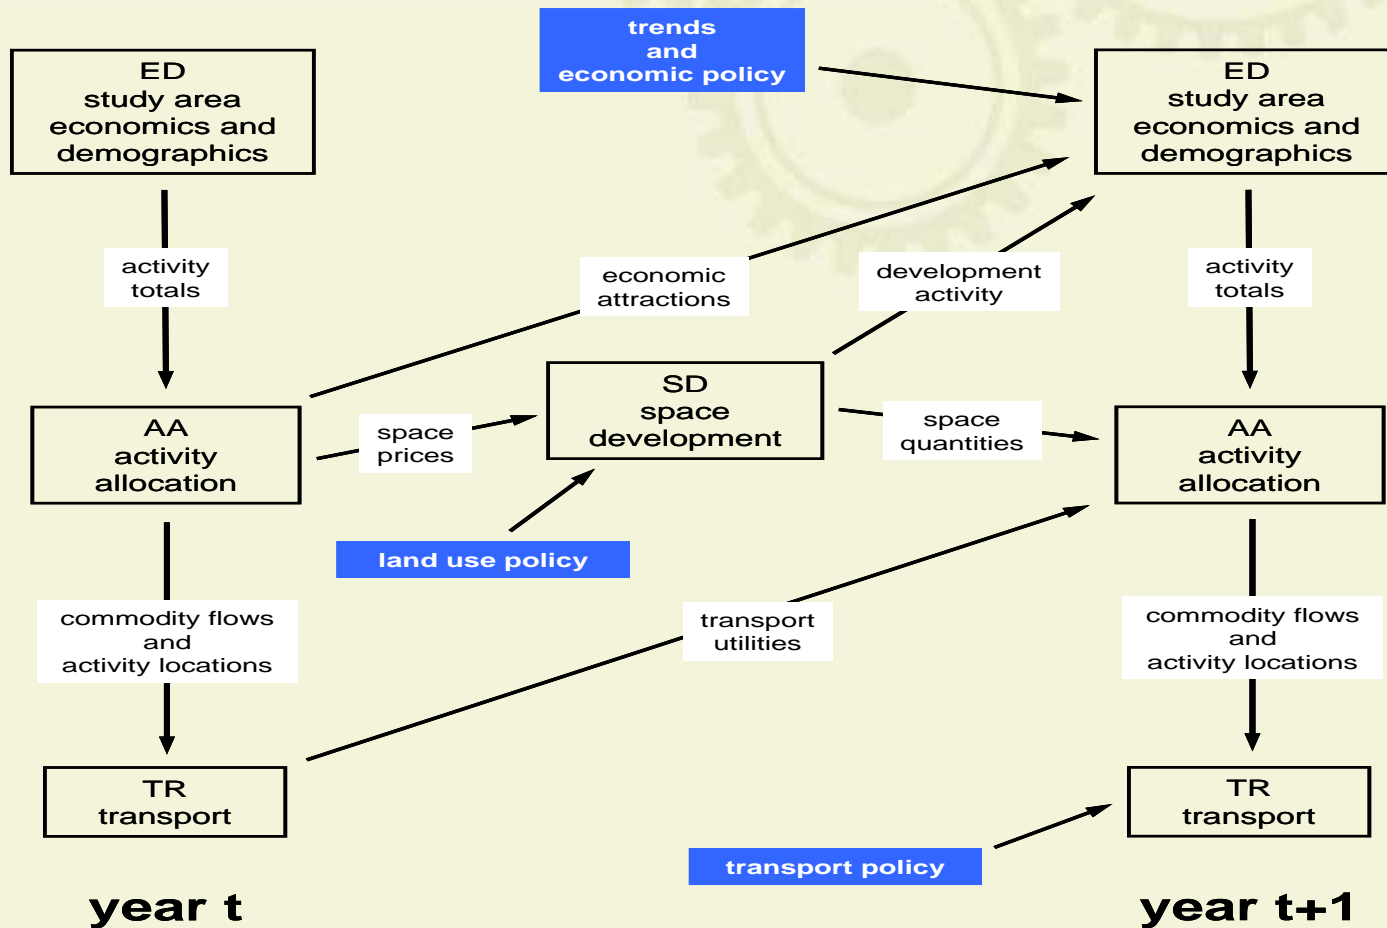 trends
and
economic policy
ED
study area
economics and
demographics
ED
study area
economics and
demographics
activity
totals
economic
attractions
development
activity
activity
totals
AA
activity
allocation
space
prices
SD
space
development
space
quantities
AA
activity
allocation
land use policy
commodity flows
and
activity locations
transport
utilities
commodity flows
and
activity locations
TR
transport
TR
transport
transport policy
year t
year t+1